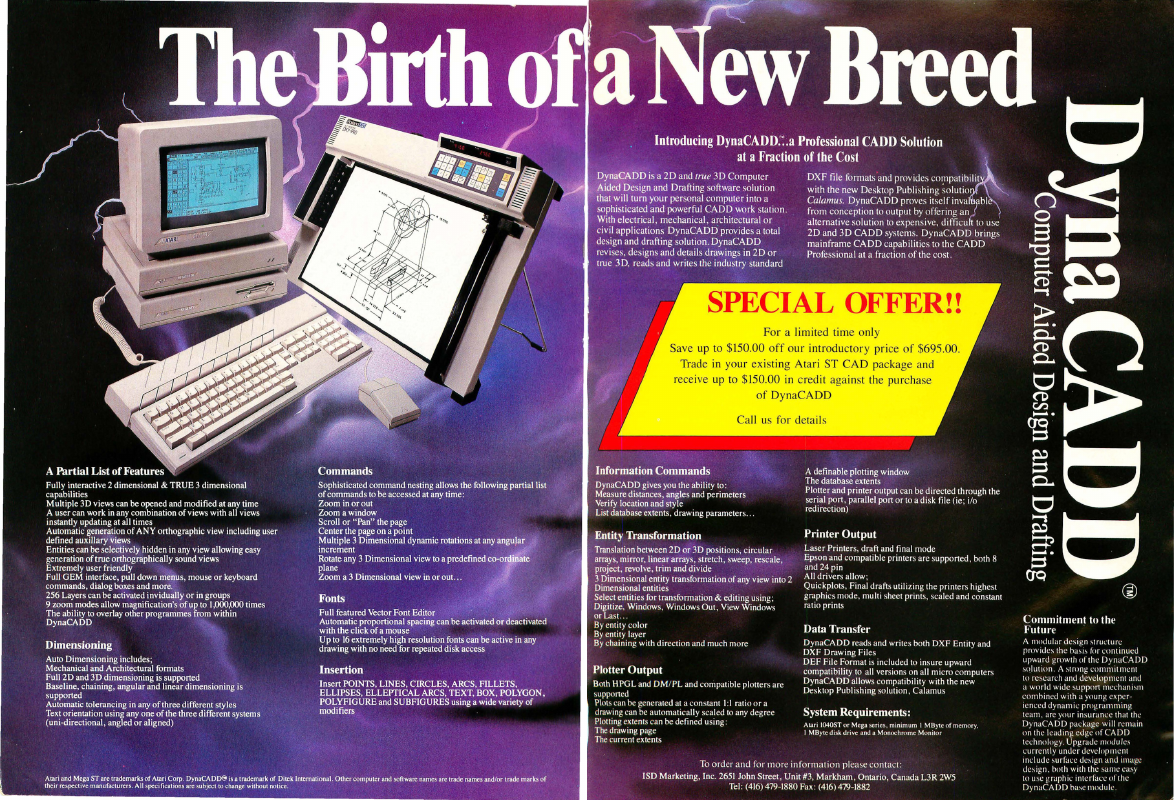 The Birth of a New Breed
DynaCADD ®
Computer Aided Design and Drafting
Introducing DynaCADD™...a Professional CADD Solution
at a Fraction of the Cost
DynaCADD is a 2D and true 3D Computer
Aided Design and Drafting software solution
that will turn your personal computer into a
sophisticated and powerful CADD work station.
With electrical, mechanical, architectural or
civil applications DynaCADD provides a total
design and drafting solution. DynaCADD
revises, designs and details drawings in 2D or
true 3D, reads and writes the industry standard
DXF file formats and provides compatibility
with the new Desktop Publishing solution,
Calamus. DynaCADD proves itself invaluable
from conception to output by offering an
alternative solution to expensive, difficult to use
2D and 3D CADD systems. DynaCADD brings
mainframe CADD capabilities to the CADD
Professional at a fraction of the cost.
SPECIAL OFFER!!
For a limited time only
Save up to $150.00 off our introductory price of $695.00.
Trade in your existing Atari ST CAD package and
receive up to $150.00 in credit against the purchase
of DynaCADD
Call us for details
ATARI
A Partial List of Features
Fully interactive 2 dimensional & TRUE 3 dimensional
capabilities
Multiple 3D views can be opened and modified at any time
A user can work in any combination of views with all views
instantly updating at all times
Automatic generation of ANY orthographic view including user
defined auxillary views
Entities can be selectively hidden in any view allowing easy
generation of true orthographically sound views
Extremely user friendly
Full GEM interface, pull down menus, mouse or keyboard
commands, dialog boxes and more.
256 Layers can be activated invidually or in groups
9 zoom modes allow magnification's of up to 1,000,000 times
The ability to overlay other programmes from within
DynaCADD
Dimensioning
Auto Dimensioning includes;
Mechanical and Architectural formats
Full 2D and 3D dimensioning is supported
Baseline, chaining, angular and linear dimensioning is
supported
Automatic tolerancing in any of three different styles
Text orientation using any one of the three different systems
(uni-directional, angled or aligned)
Commands
Sophisticated command nesting allows the following partial list
of commands to be accessed at any time:
Zoom in or out
Zoom a window
Scroll or "Pan" the page
Center the page on a point
Multiple 3 Dimensional dynamic rotations at any angular
increment
Rotate any 3 Dimensional view to a predefined co-ordinate
plane
Zoom a 3 Dimensional view in or out...
Fonts
Full featured Vector Font Editor
Automatic proportional spacing can be activated or deactivated
with the click of a mouse
Up to 16 extremely high resolution fonts can be active in any
drawing with no need for repeated disk access
Insertion
Insert POINTS, LINES, CIRCLES, ARCS, FILLETS,
ELLIPSES, ELLEPTICAL ARCS, TEXT, BOX, POLYGON,
POLYFIGURE and SUBFIGURES using a wide variety of
modifiers
Information Commands
DynaCADD gives you the ability to:
Measure distances, angles and perimeters
Verify location and style
List database extents, drawing parameters...
Entity Transformation
Translation between 2D or 3D positions, circular
arrays, mirror, linear arrays, stretch, sweep, rescale,
project, revolve, trim and divide
3 Dimensional entity transformation of any view into 2
Dimensional entities
Select entities for transformation & editing using;
Digitize, Windows, Windows Out, View Windows
or Last...
By entity color
By entity layer
By chaining with direction and much more
Plotter Output
Both HPGL and DM/PL and compatible plotters are
supported
Plots can be generated at a constant 1:1 ratio or a
drawing can be automatically scaled to any degree
Plotting extents can be defined using:
The drawing page
The current extents
A definable plotting window
The database extents
Plotter and printer output can be directed through the
serial port, parallel port or to a disk file (ie; i/o
redirection)
Printer Output
Laser Printers, draft and final mode
Epson and compatible printers are supported, both 8
and 24 pin
All drivers allow;
Quickplots, Final drafts utilizing the printers highest
graphics mode, multi sheet prints, scaled and constant
ratio prints
Data Transfer
DynaCADD reads and writes both DXF Entity and
DXF Drawing Files
DEF File Format is included to insure upward
compatibility to all versions on all micro computers
DynaCADD allows compatibility with the new
Desktop Publishing solution, Calamus
System Requirements:
Atari 1040ST or Mega series, minimum 1 MByte of memory,
1 MByte disk drive and a Monochrome Monitor
Commitment to the
Future
A modular design structure
provides the basis for continued
upward growth of the DynaCADD
solution. A strong commitment
to research and development and
a world wide support mechanism
combined with a young exper-
ienced dynamic programming
team, are your insurance that the
DynaCADD package will remain
on the leading edge of CADD
technology. Upgrade modules
currently under development
include surface design and image
design, both with the same easy
to use graphic interface of the
DynaCADD base module.
To order and for more information please contact:
ISD Marketing, Inc. 2651 John Street, Unit #3, Markham, Ontario, Canada L3R 2W5
Tel: (416) 479-1880 Fax: (416) 479-1882
Atari and Mega ST are trademarks of Atari Corp. DynaCADD® is a trademark of Ditek International. Other computer and software names are trade names and/or trade marks of
their respective manufacturers. All specifications are subject to change without notice.